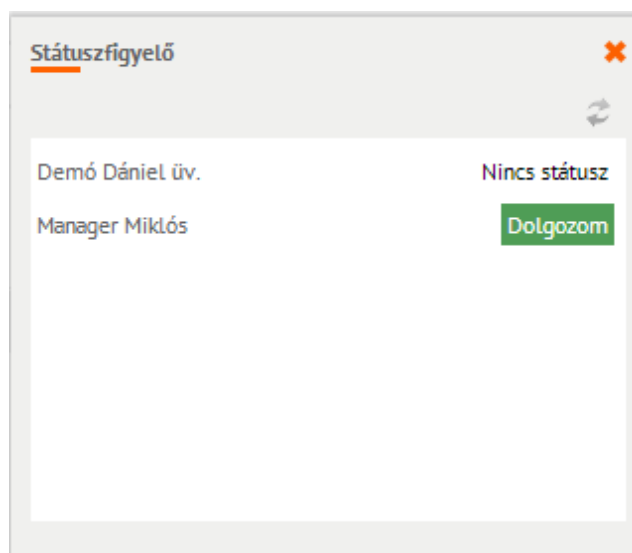 Státuszfigyelő
Demó Dániel üv. Nincs státusz
Manager Miklós Dolgozom